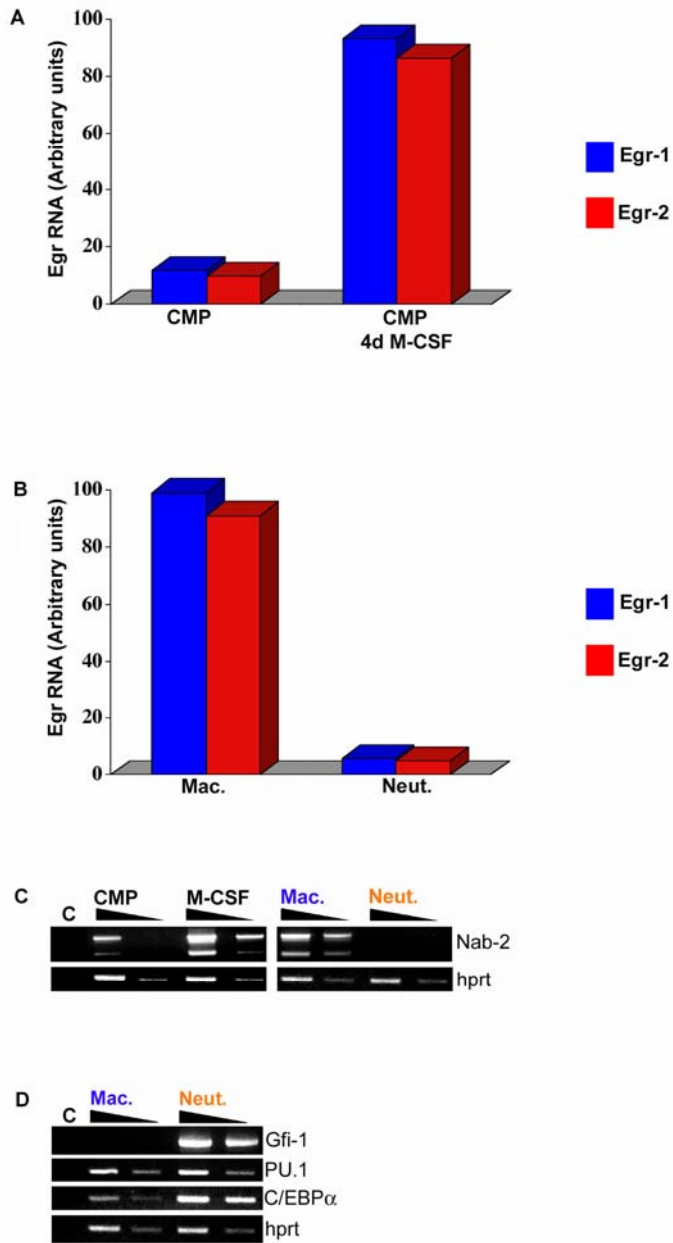 A
Egr RNA (Arbitrary units)
100
80
60
40
20
0
CMP
CMP
4d M-CSF
Egr-1
Egr-2
B
Egr RNA (Arbitrary units)
100
80
60
40
20
0
Mac.
Neut.
Egr-1
Egr-2
C
C
CMP
M-CSF
Mac.
Neut.
Nab-2
hprt
D
C
Mac.
Neut.
Gfi-1
PU.1
C/EBPα
hprt